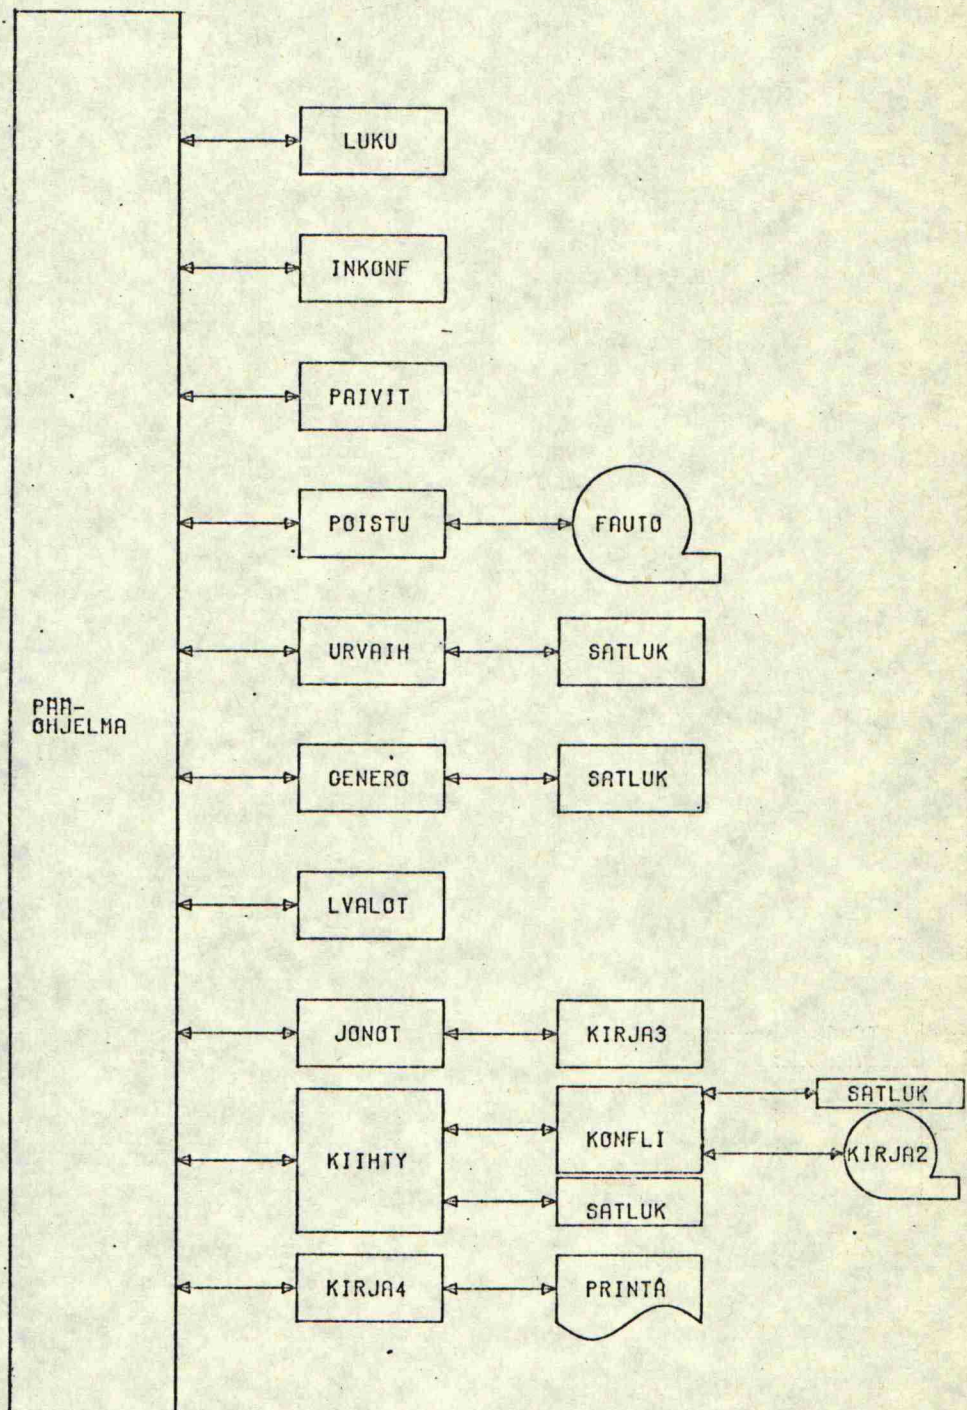 LUKU
INKONF
PAIVIT
POISTU
FAUTO
URVAIH
SATLUK
PAA-
OHJELMA
GENERO
SATLUK
LVALOT
JONOT
KIRJA3
KIIHTY
KONFLI
SATLUK
KIRJA2
SATLUK
KIRJA4
PRINTA